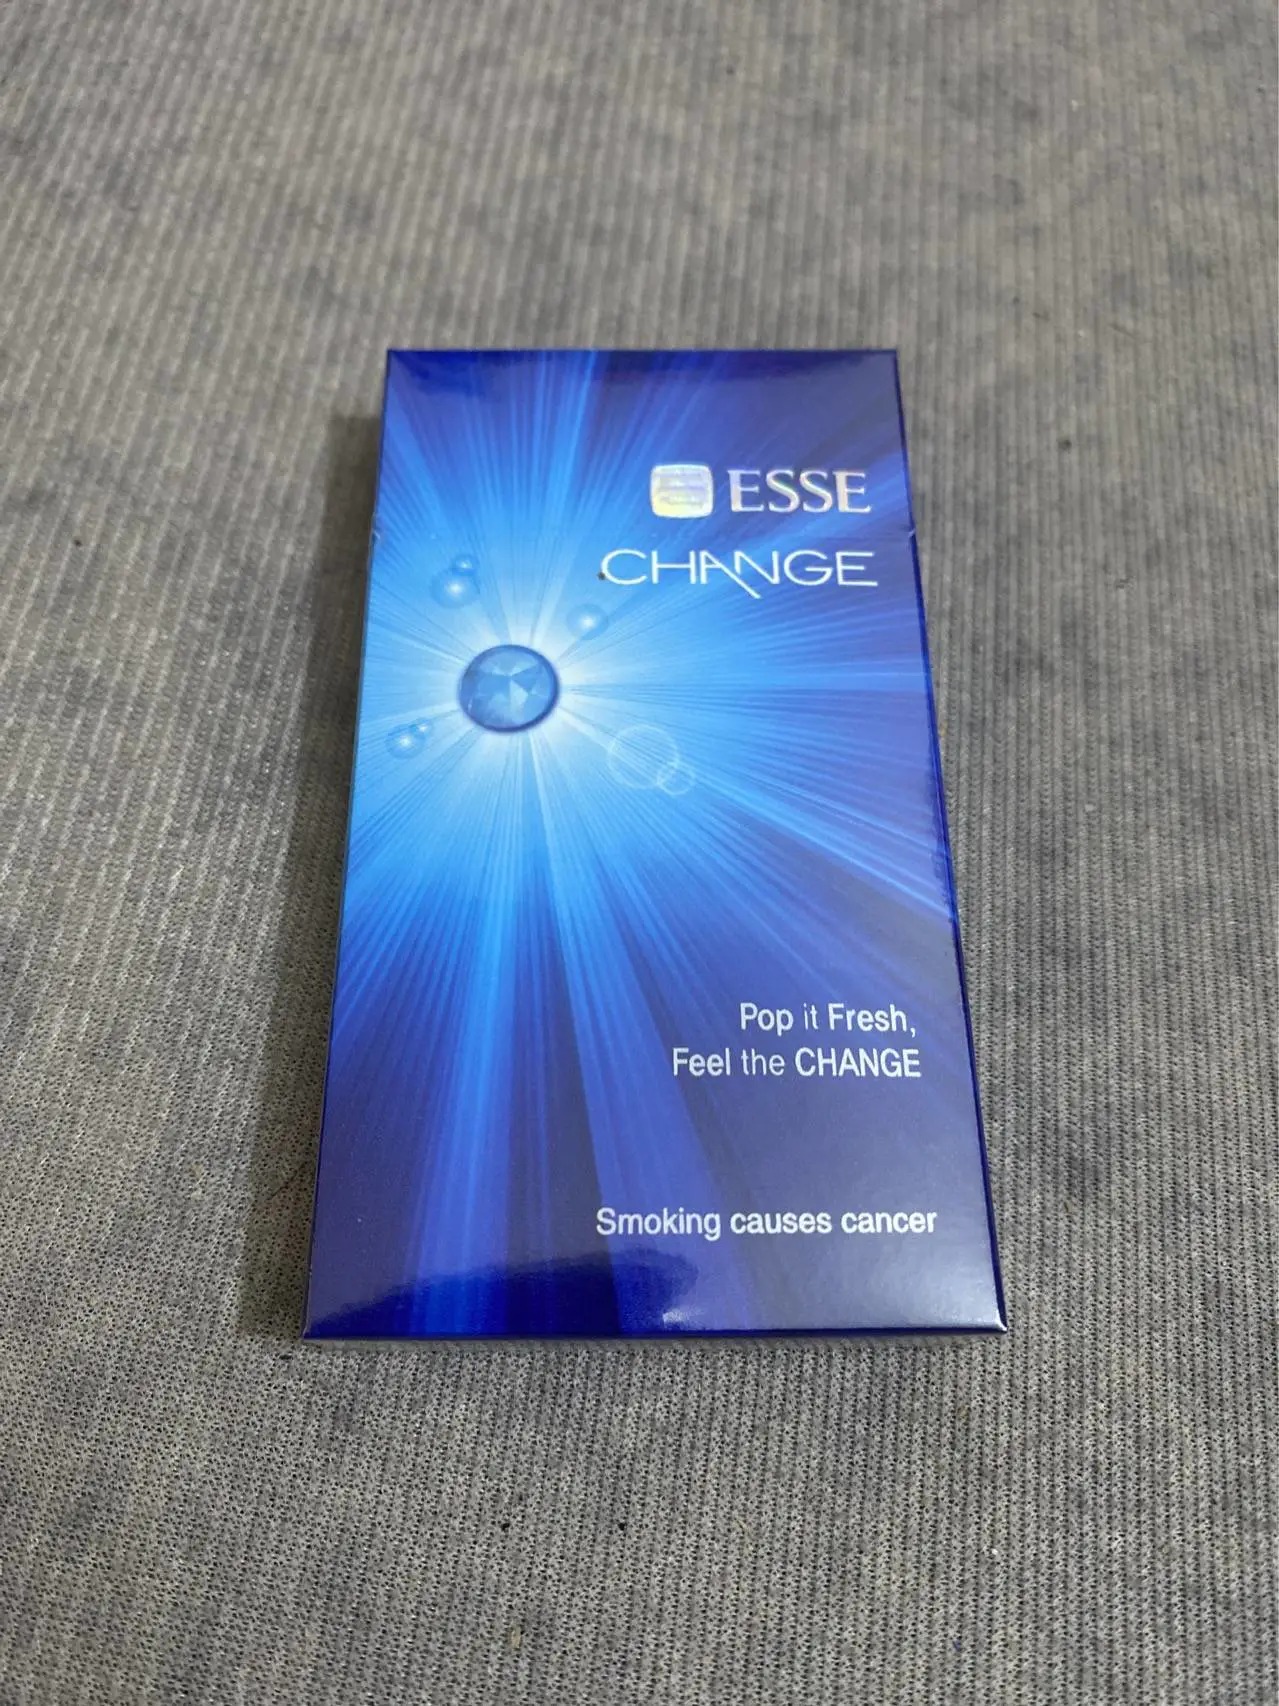 ESSE
CHANGE
Pop it Fresh,
Feel the CHANGE
Smoking causes cancer